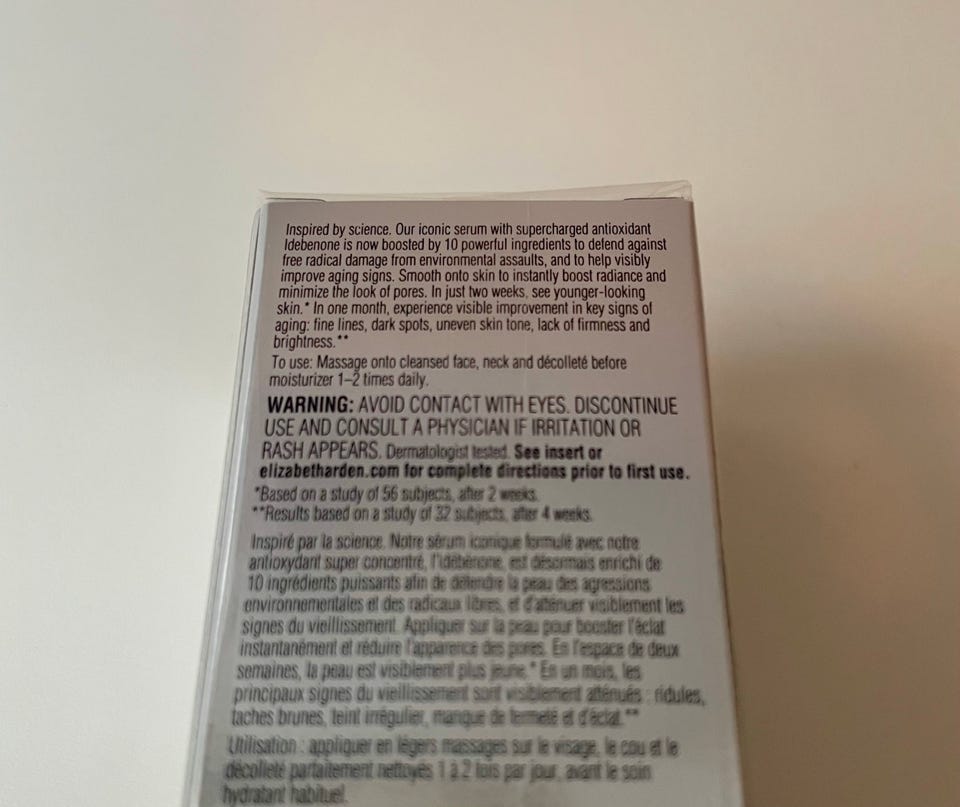 Inspired by science. Our iconic serum with supercharged antioxidant
Idebenone is now boosted by 10 powerful ingredients to defend against
free radical damage from environmental assaults, and to help visibly
improve aging signs. Smooth onto skin to instantly boost radiance and
minimize the look of pores. In just two weeks, see younger-looking
skin.* In one month, experience visible improvement in key signs of
aging: fine lines, dark spots, uneven skin tone, lack of firmness and
brightness.**
To use: Massage onto cleansed face, neck and décolleté before
moisturizer 1–2 times daily.
WARNING: AVOID CONTACT WITH EYES. DISCONTINUE
USE AND CONSULT A PHYSICIAN IF IRRITATION OR
RASH APPEARS. Dermatologist tested. See insert or
elizabetharden.com for complete directions prior to first use.
*Based on a study of 56 subjects, after 2 weeks.
**Results based on a study of 32 subjects, after 4 weeks.
Inspiré par la science. Notre sérum iconique formulé avec notre
antioxydant super concentré, l'idébénone, est désormais enrichi de
10 ingrédients puissants afin de défendre la peau des agressions
environnementales et des radicaux libres, et d'atténuer visiblement les
signes du vieillissement. Appliquer sur la peau pour booster l'éclat
instantanément et réduire l'apparence des pores. En l'espace de deux
semaines, la peau est visiblement plus jeune.* En un mois, les
principaux signes du vieillissement sont visiblement atténués : ridules,
taches brunes, teint irrégulier, manque de fermeté et d'éclat.**
Utilisation : appliquer en légers massages sur le visage, le cou et le
décolleté parfaitement nettoyés 1 à 2 fois par jour, avant le soin
hydratant habituel.